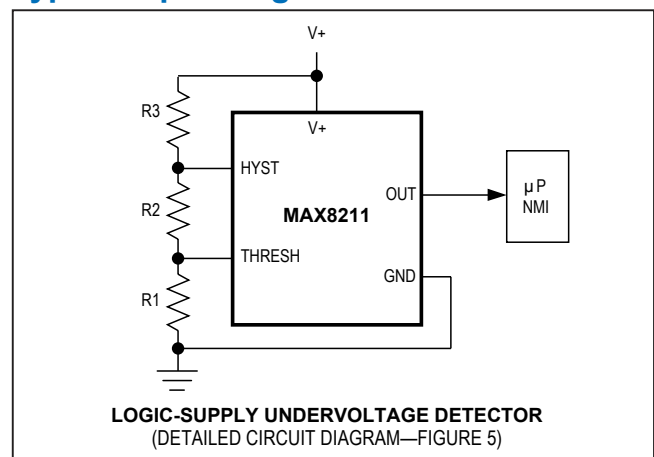 V+
R3
V+
HYST
R2
OUT
µP
NMI
MAX8211
THRESH
GND
R1
LOGIC-SUPPLY UNDERVOLTAGE DETECTOR
(DETAILED CIRCUIT DIAGRAM—FIGURE 5)